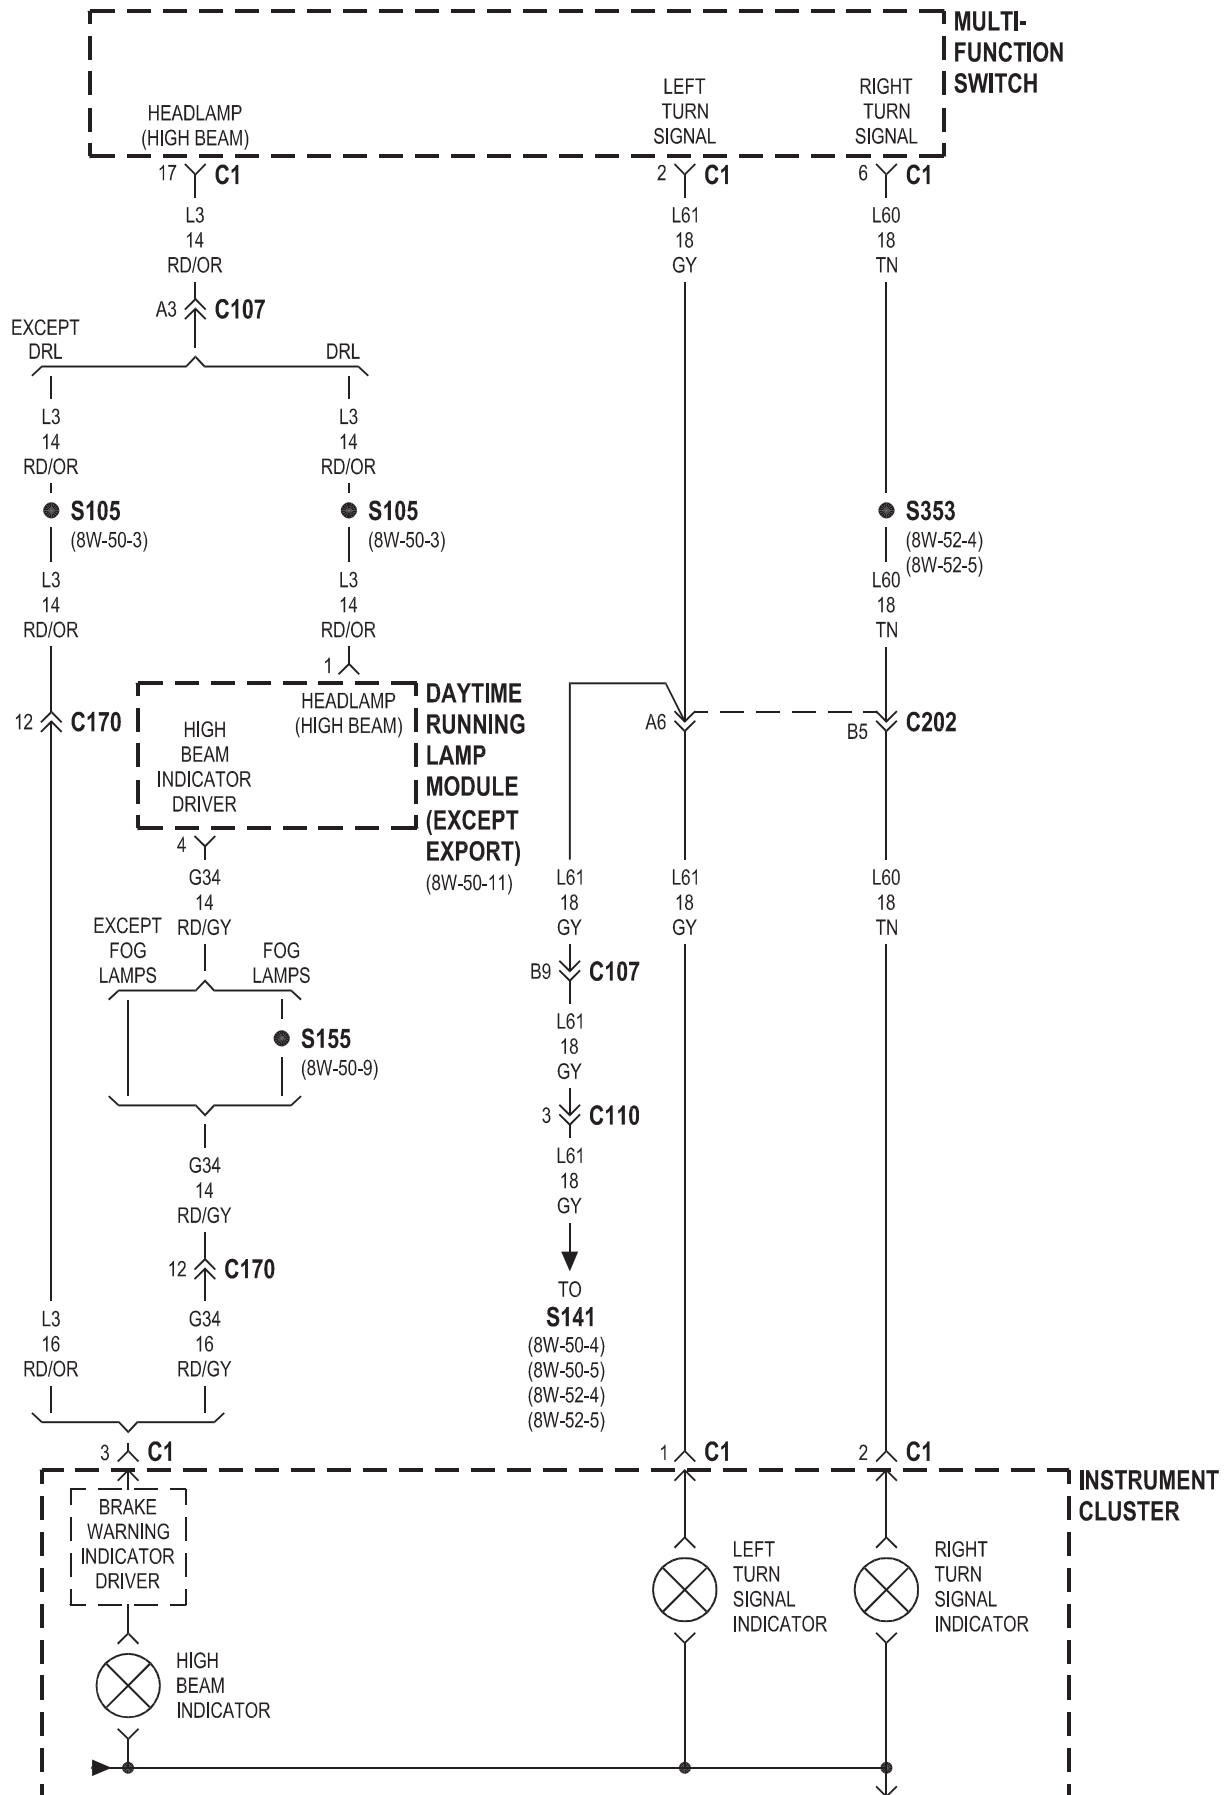 MULTI-
FUNCTION
SWITCH
HEADLAMP
(HIGH BEAM)
LEFT
TURN
SIGNAL
RIGHT
TURN
SIGNAL
17 C1
2 C1
6 C1
L3
14
RD/OR
L61
18
GY
L60
18
TN
A3 C107
EXCEPT
DRL
DRL
L3
14
RD/OR
L3
14
RD/OR
S105
(8W-50-3)
S105
(8W-50-3)
S353
(8W-52-4)
(8W-52-5)
L3
14
RD/OR
L3
14
RD/OR
L60
18
TN
1
12 C170
HEADLAMP
(HIGH BEAM)
HIGH
BEAM
INDICATOR
DRIVER
DAYTIME
RUNNING
LAMP
MODULE
(EXCEPT
EXPORT)
(8W-50-11)
A6
B5 C202
4
G34
14
RD/GY
L61
18
GY
L61
18
GY
L60
18
TN
EXCEPT
FOG
LAMPS
FOG
LAMPS
B9 C107
S155
(8W-50-9)
L61
18
GY
3 C110
G34
14
RD/GY
L61
18
GY
12 C170
TO
S141
(8W-50-4)
(8W-50-5)
(8W-52-4)
(8W-52-5)
L3
16
RD/OR
G34
16
RD/GY
3 C1
1 C1
2 C1
INSTRUMENT
CLUSTER
BRAKE
WARNING
INDICATOR
DRIVER
LEFT
TURN
SIGNAL
INDICATOR
RIGHT
TURN
SIGNAL
INDICATOR
HIGH
BEAM
INDICATOR